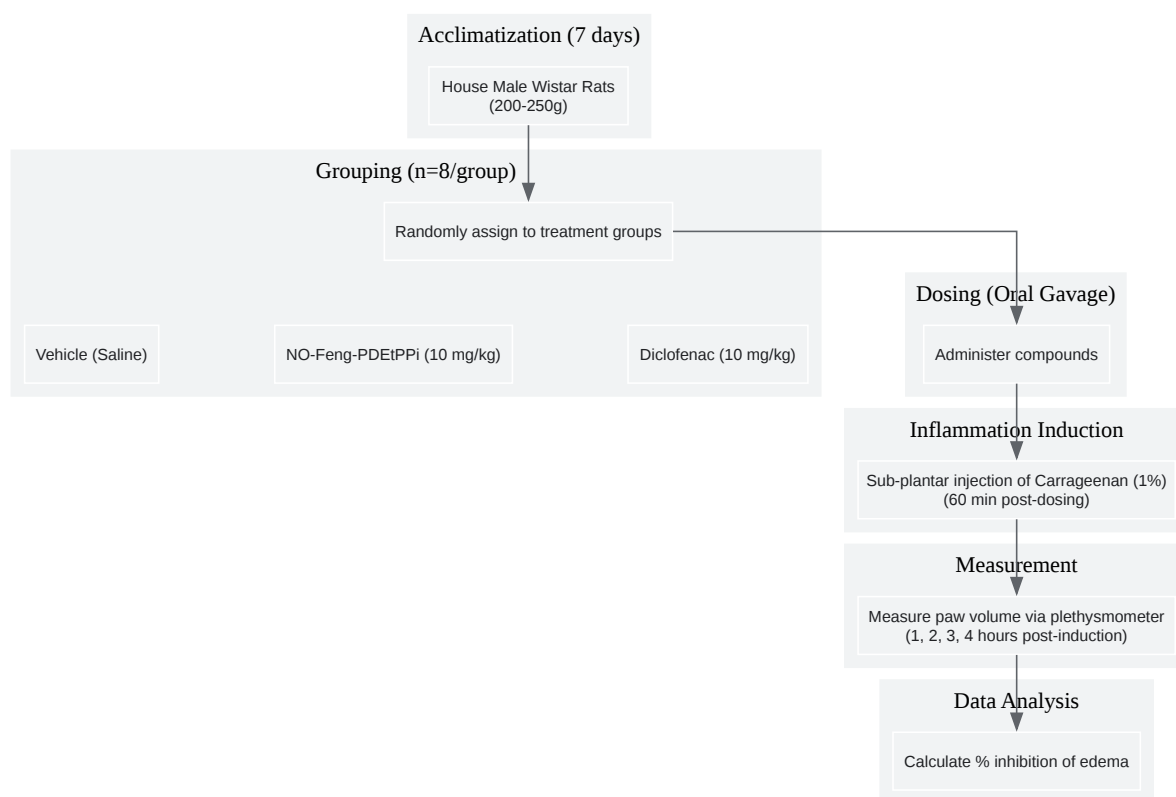 Acclimatization (7 days)
House Male Wistar Rats
(200-250g)
Grouping (n=8/group)
Randomly assign to treatment groups
Vehicle (Saline)
NO-Feng-PDEtPPi (10 mg/kg)
Diclofenac (10 mg/kg)
Dosing (Oral Gavage)
Administer compounds
Inflammation Induction
Sub-plantar injection of Carrageenan (1%)
(60 min post-dosing)
Measurement
Measure paw volume via plethysmometer
(1, 2, 3, 4 hours post-induction)
Data Analysis
Calculate % inhibition of edema